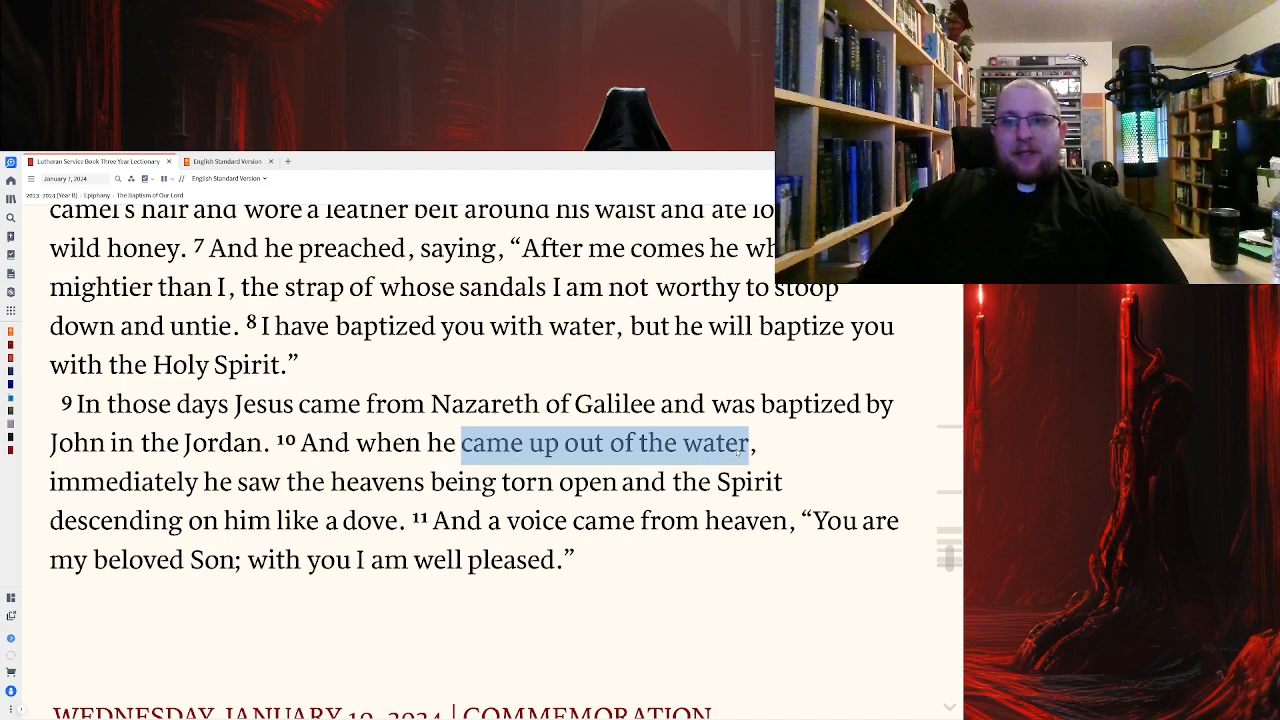 Lutheran Service Book Three Year Lectionary
English Standard Version
January 7, 2024
English Standard Version
2023-2024 (Year B) › Epiphany › The Baptism of Our Lord
camel's hair and wore a leather belt around his waist and ate lo
wild honey. 7 And he preached, saying, “After me comes he wh
mightier than I, the strap of whose sandals I am not worthy to stoop
down and untie. 8 I have baptized you with water, but he will baptize you
with the Holy Spirit.”
9 In those days Jesus came from Nazareth of Galilee and was baptized by
John in the Jordan. 10 And when he came up out of the water,
immediately he saw the heavens being torn open and the Spirit
descending on him like a dove. 11 And a voice came from heaven, “You are
my beloved Son; with you I am well pleased.”
WEDNESDAY, JANUARY 10, 2024 | COMMEMORATION